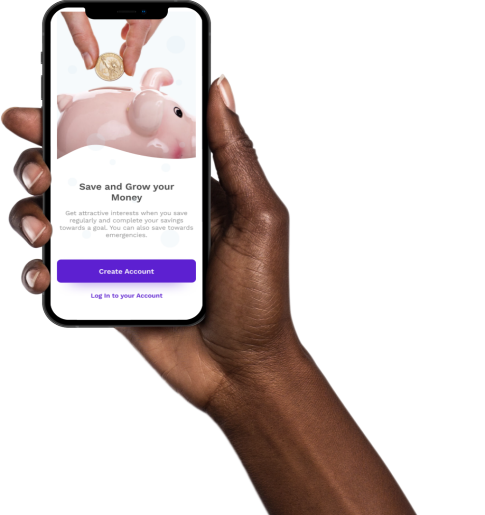 Save and Grow your
Money
Get attractive interests when you save
regularly and complete your savings
towards a goal. You can also save towards
emergencies.
Create Account
Log in to your Account